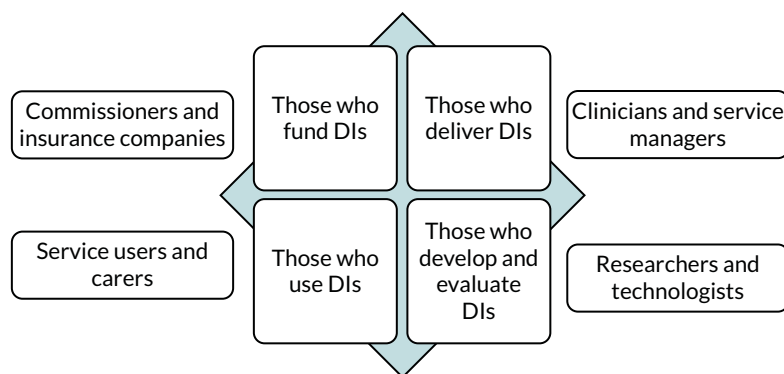 Commissioners and
insurance companies
Those who
fund DIs
Those who
deliver DIs
Clinicians and service
managers
Service users and
carers
Those who
use DIs
Those who
develop and
evaluate
DIs
Researchers and
technologists